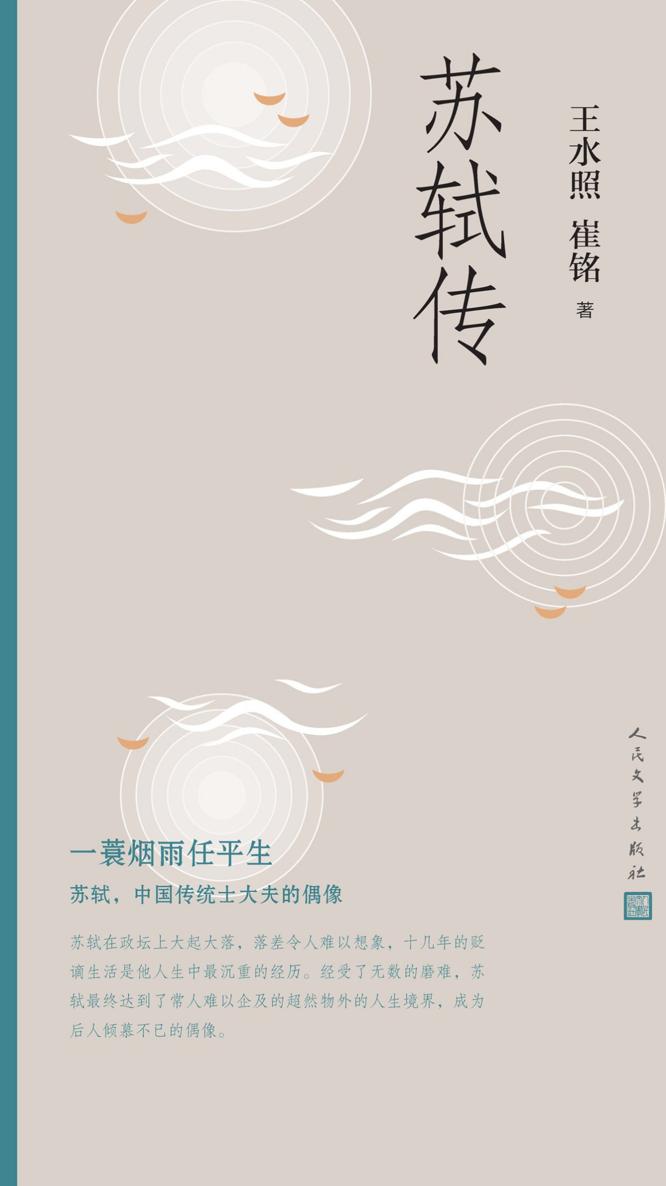 苏轼传
王水照 崔铭 著
人民文学出版社
一蓑烟雨任平生
苏轼，中国传统士大夫的偶像
苏轼在政坛上大起大落，落差令人难以想象，十几年的贬
谪生活是他人生中最沉重的经历。经受了无数的磨难，苏
轼最终达到了常人难以企及的超然物外的人生境界，成为
后人倾慕不已的偶像。